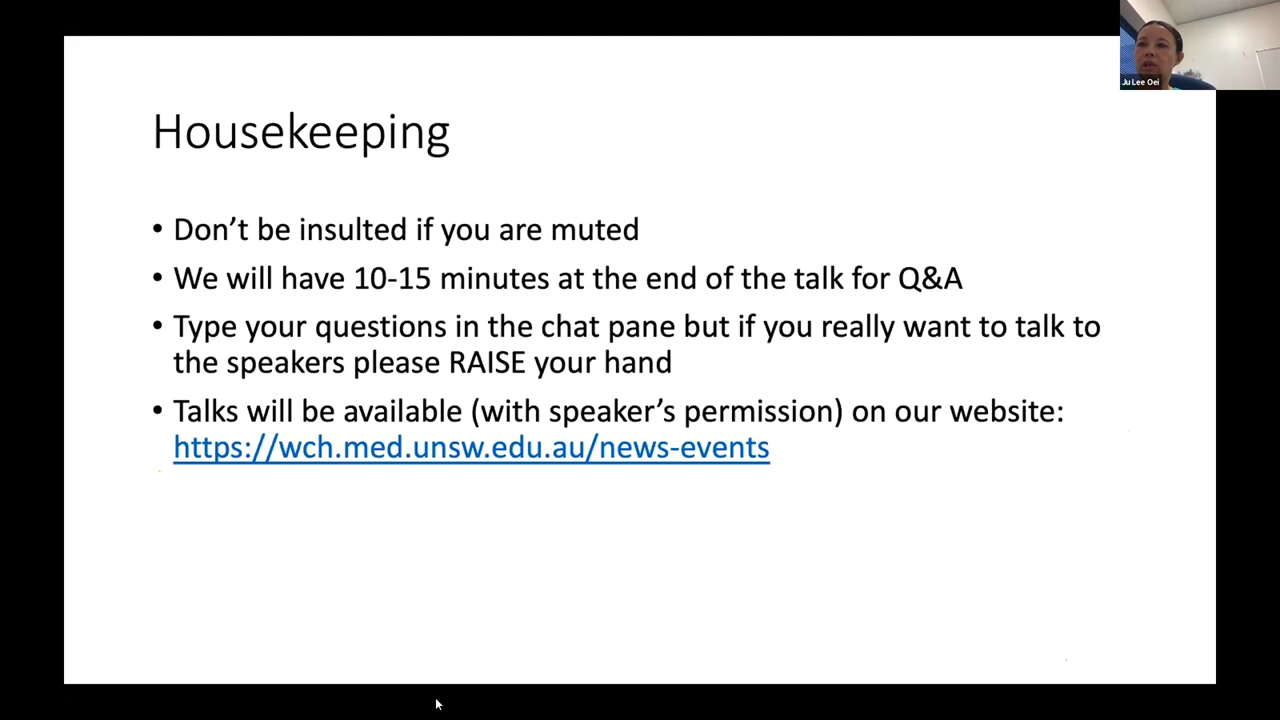 Ju Lee Oei
Housekeeping
• Don’t be insulted if you are muted
• We will have 10-15 minutes at the end of the talk for Q&A
• Type your questions in the chat pane but if you really want to talk to
the speakers please RAISE your hand
• Talks will be available (with speaker’s permission) on our website:
https://wch.med.unsw.edu.au/news-events